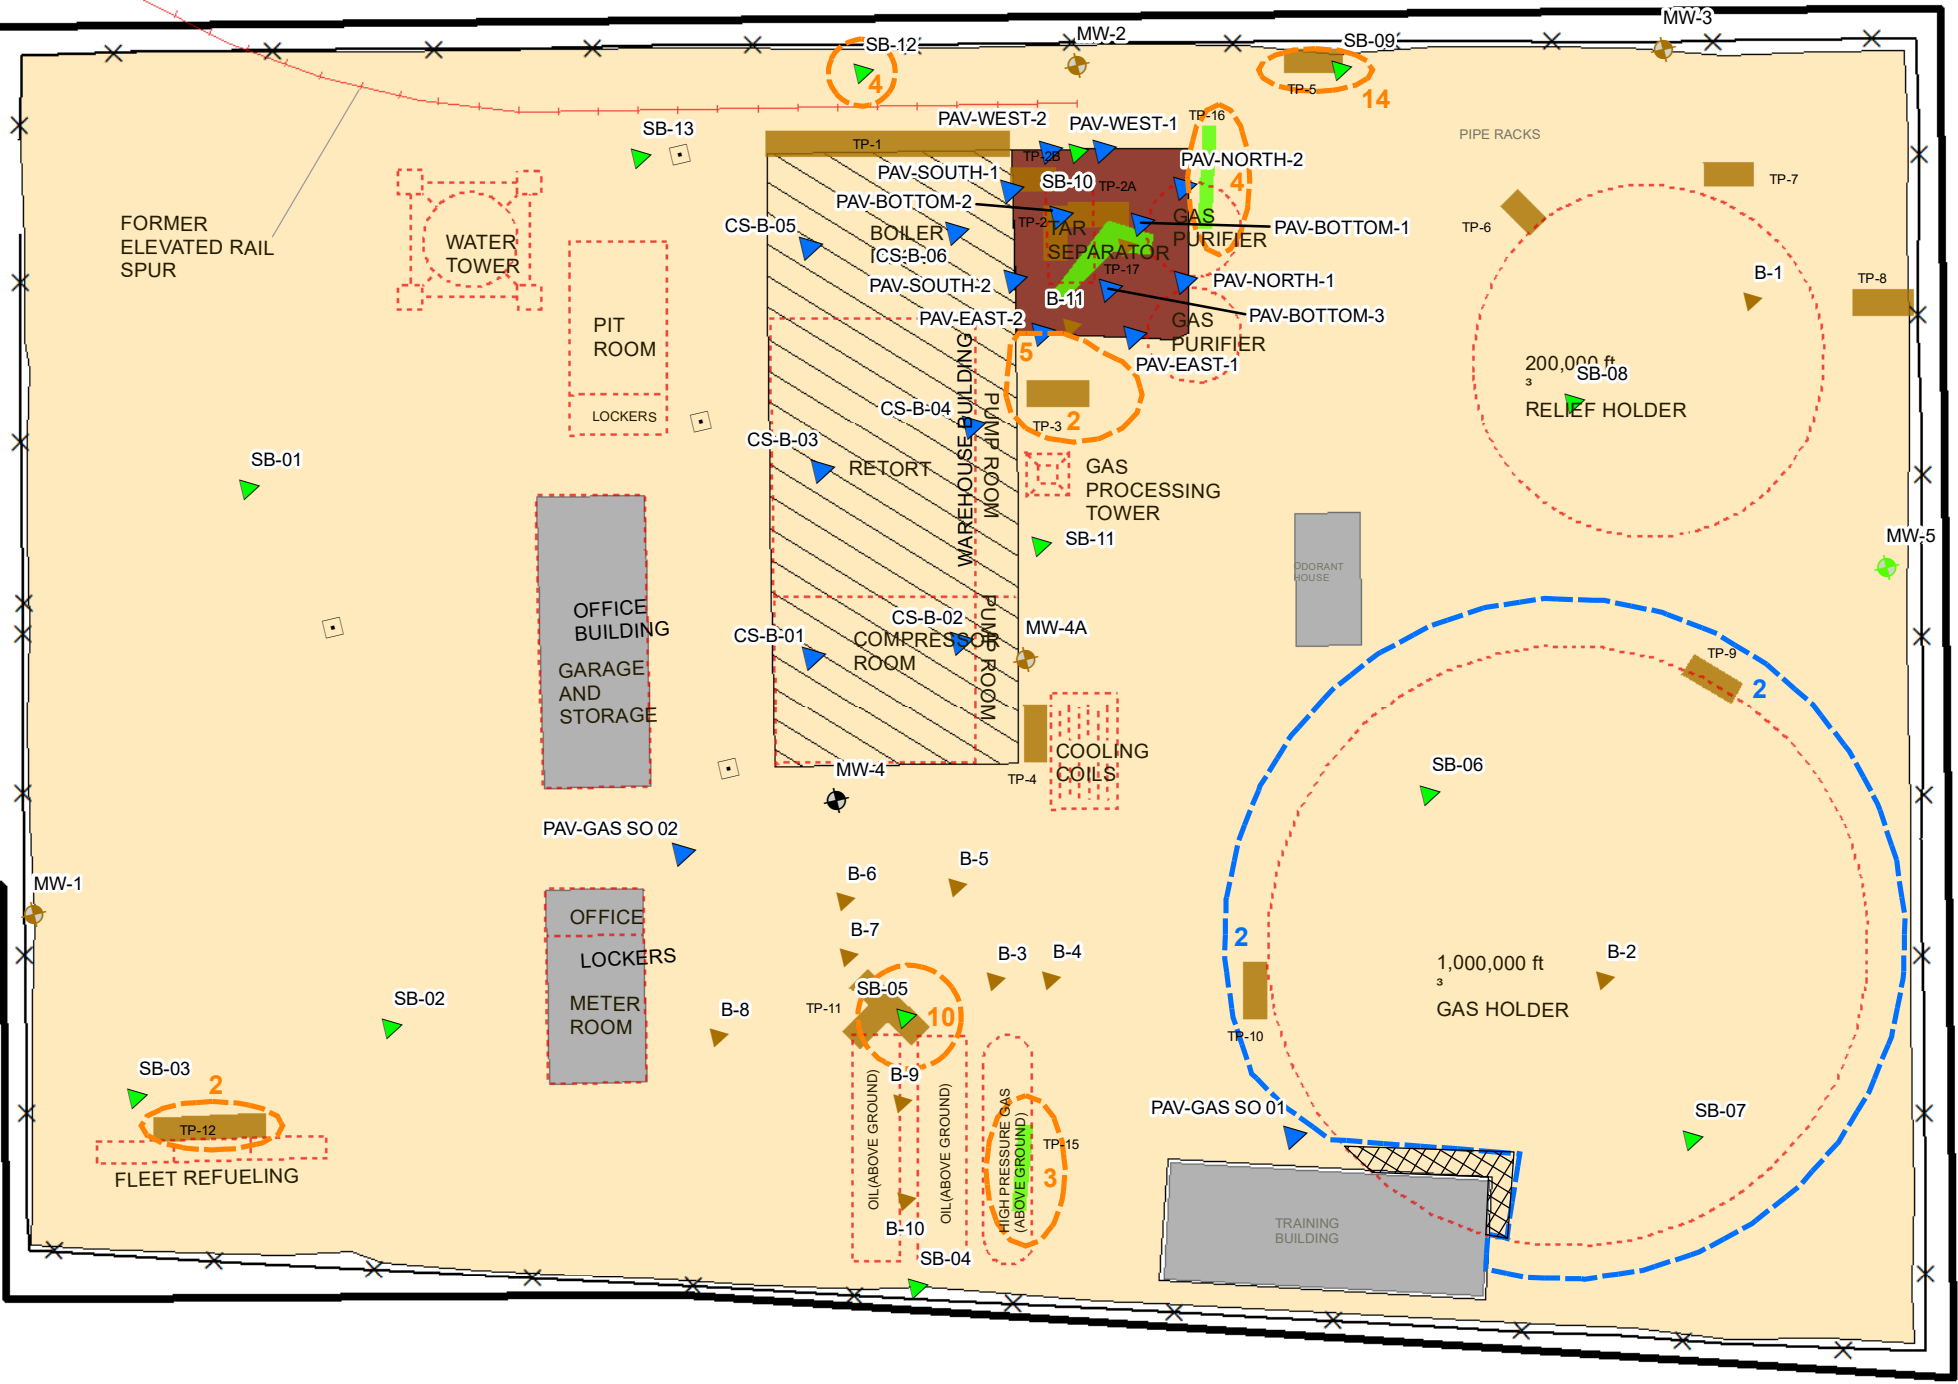 MW-3
MW-2
SB-12
SB-09
4
TP-5
14
TP-16
PAV-WEST-2
PAV-WEST-1
SB-13
PIPE RACKS
TP-1
TP-2B
PAV-NORTH-2
PAV-SOUTH-1
SB-10
TP-2A
4
TP-7
PAV-BOTTOM-2
GAS
PURIFIER
TP-2
TAR
SEPARATOR
PAV-BOTTOM-1
TP-6
FORMER
ELEVATED RAIL
SPUR
WATER
TOWER
CS-B-05
BOILER
CS-B-06
TP-17
B-1
TP-8
PAV-SOUTH-2
B-11
PAV-NORTH-1
PAV-EAST-2
GAS
PURIFIER
PAV-BOTTOM-3
PIT
ROOM
5
PAV-EAST-1
200,000 ft
3
SB-08
RELIEF HOLDER
LOCKERS
CS-B-04
WAREHOUSE BUILDING
PUMP ROOM
TP-3
2
CS-B-03
RETORT
GAS
PROCESSING
TOWER
SB-01
SB-11
MW-5
ODORANT
HOUSE
OFFICE
BUILDING
GARAGE
AND
STORAGE
CS-B-02
CS-B-01
COMPRESSOR
ROOM
PUMP ROOM
MW-4A
TP-9
2
COOLING
COILS
TP-4
MW-4
SB-06
PAV-GAS SO 02
B-6
B-5
MW-1
OFFICE
LOCKERS
METER
ROOM
B-7
B-3
B-4
2
1,000,000 ft
3
GAS HOLDER
B-2
SB-02
B-8
TP-11
SB-05
10
TP-10
SB-03
2
TP-12
FLEET REFUELING
B-9
OIL(ABOVE GROUND)
OIL(ABOVE GROUND)
HIGH PRESSURE GAS
(ABOVE GROUND)
TP-15
3
PAV-GAS SO 01
SB-07
B-10
SB-04
TRAINING
BUILDING